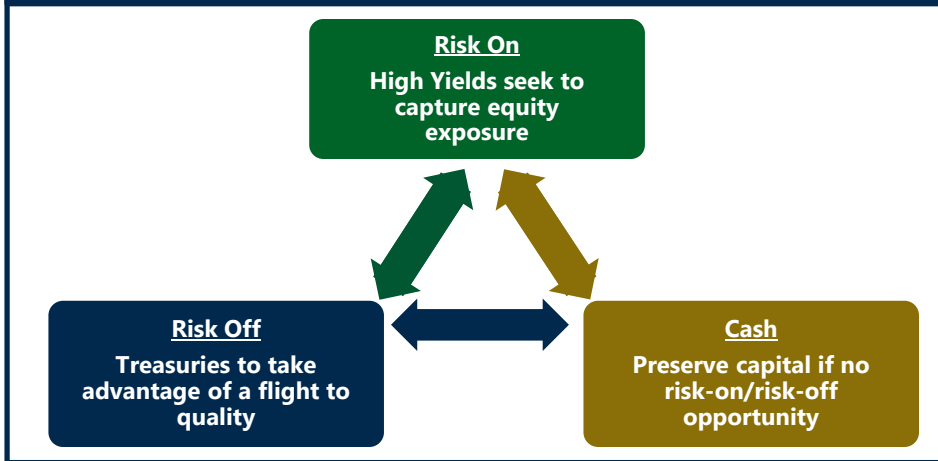 Risk On
High Yields seek to
capture equity
exposure
Risk Off
Treasuries to take
advantage of a flight to
quality
Cash
Preserve capital if no
risk-on/risk-off
opportunity